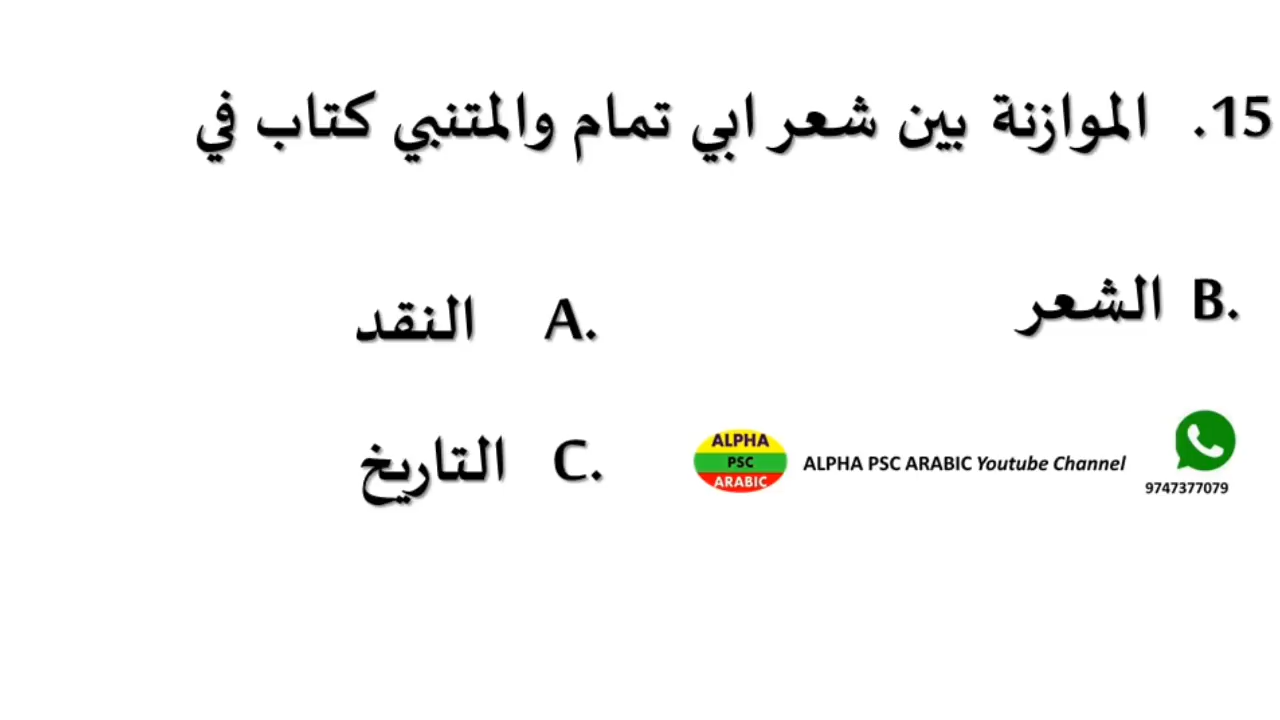 15. الموازنة بين شعر ابي تمام والمتنبي كتاب في
B. الشعر
A. النقد
C. التاريخ
ALPHA PSC ARABIC
ALPHA PSC ARABIC Youtube Channel
9747377079